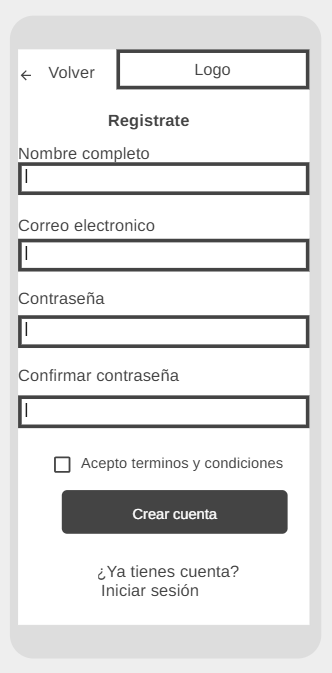 ← Volver
Logo
Registrate
Nombre completo
Correo electronico
Contraseña
Confirmar contraseña
Acepto terminos y condiciones
Crear cuenta
¿Ya tienes cuenta?
Iniciar sesión